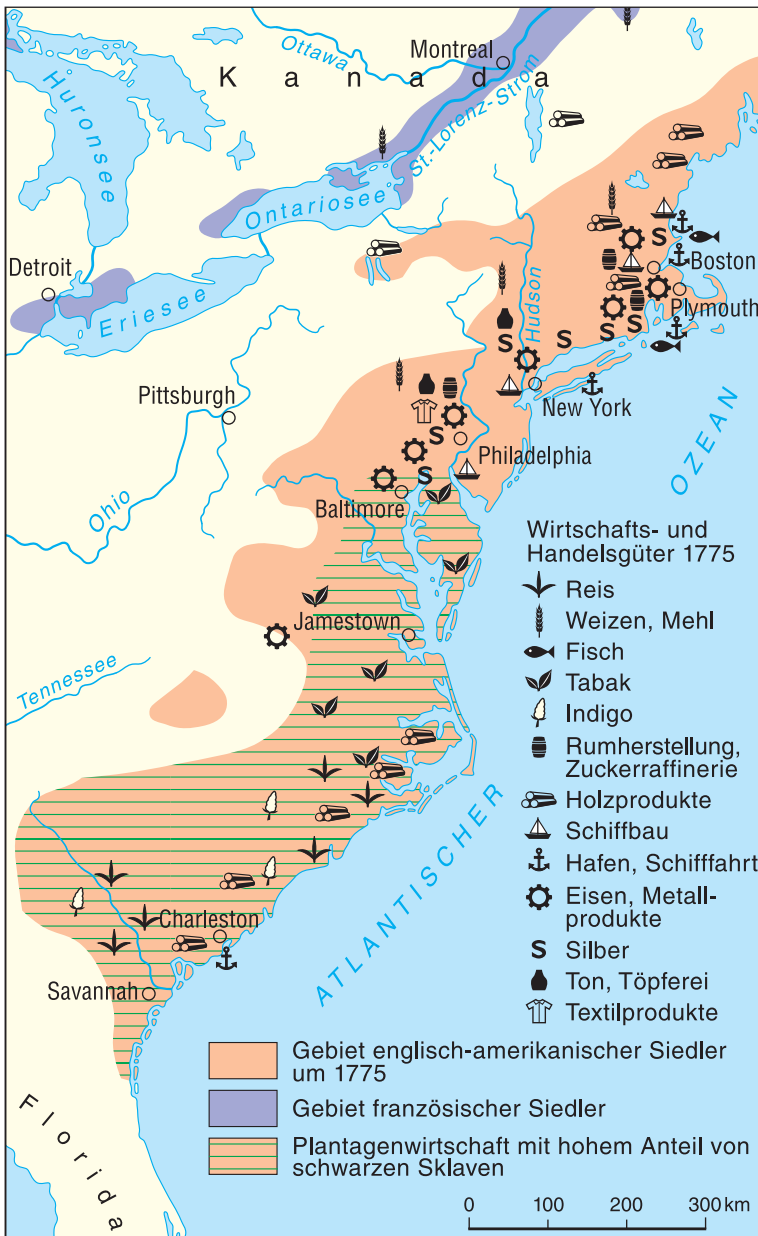 Ottawa
Montreal
Kanada
Huronsee
St.-Lorenz-Strom
Ontariosee
Detroit
Eriesee
Boston
Plymouth
Hudson
S
S
S
S
S
New York
Pittsburgh
S
Philadelphia
S
Baltimore
Ohio
OZEAN
Jamestown
Tennessee
ATLANTISCHER
Charleston
Savannah
Florida
Wirtschafts- und
Handelsgüter 1775
Reis
Weizen, Mehl
Fisch
Tabak
Indigo
Rumherstellung,
Zuckerraffinerie
Holzprodukte
Schiffbau
Hafen, Schifffahrt
Eisen, Metall-
produkte
S Silber
Ton, Töpferei
Textilprodukte
Gebiet englisch-amerikanischer Siedler
um 1775
Gebiet französischer Siedler
Plantagenwirtschaft mit hohem Anteil von
schwarzen Sklaven
0 100 200 300 km